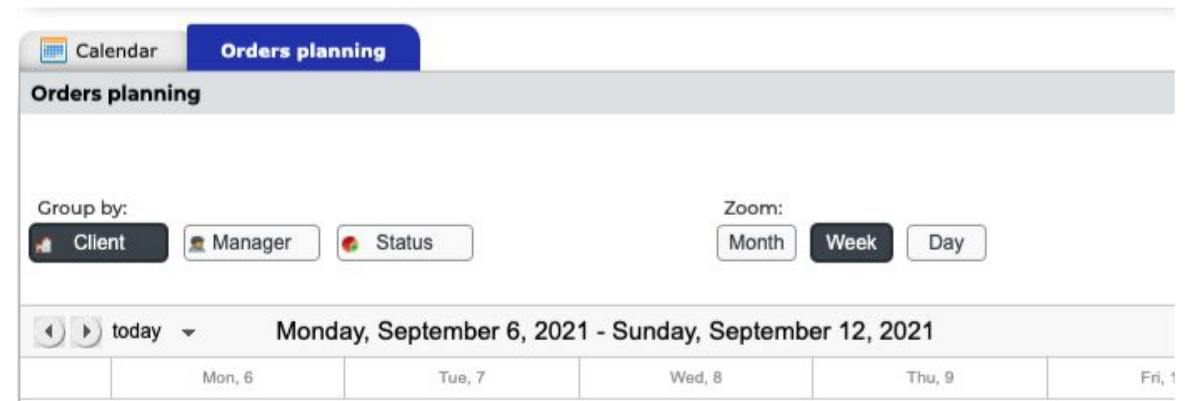 Calendar Orders planning
Orders planning
Group by: Zoom:
Client Manager Status Month Week Day
today Monday, September 6, 2021 - Sunday, September 12, 2021
Mon, 6 Tue, 7 Wed, 8 Thu, 9 Fri,